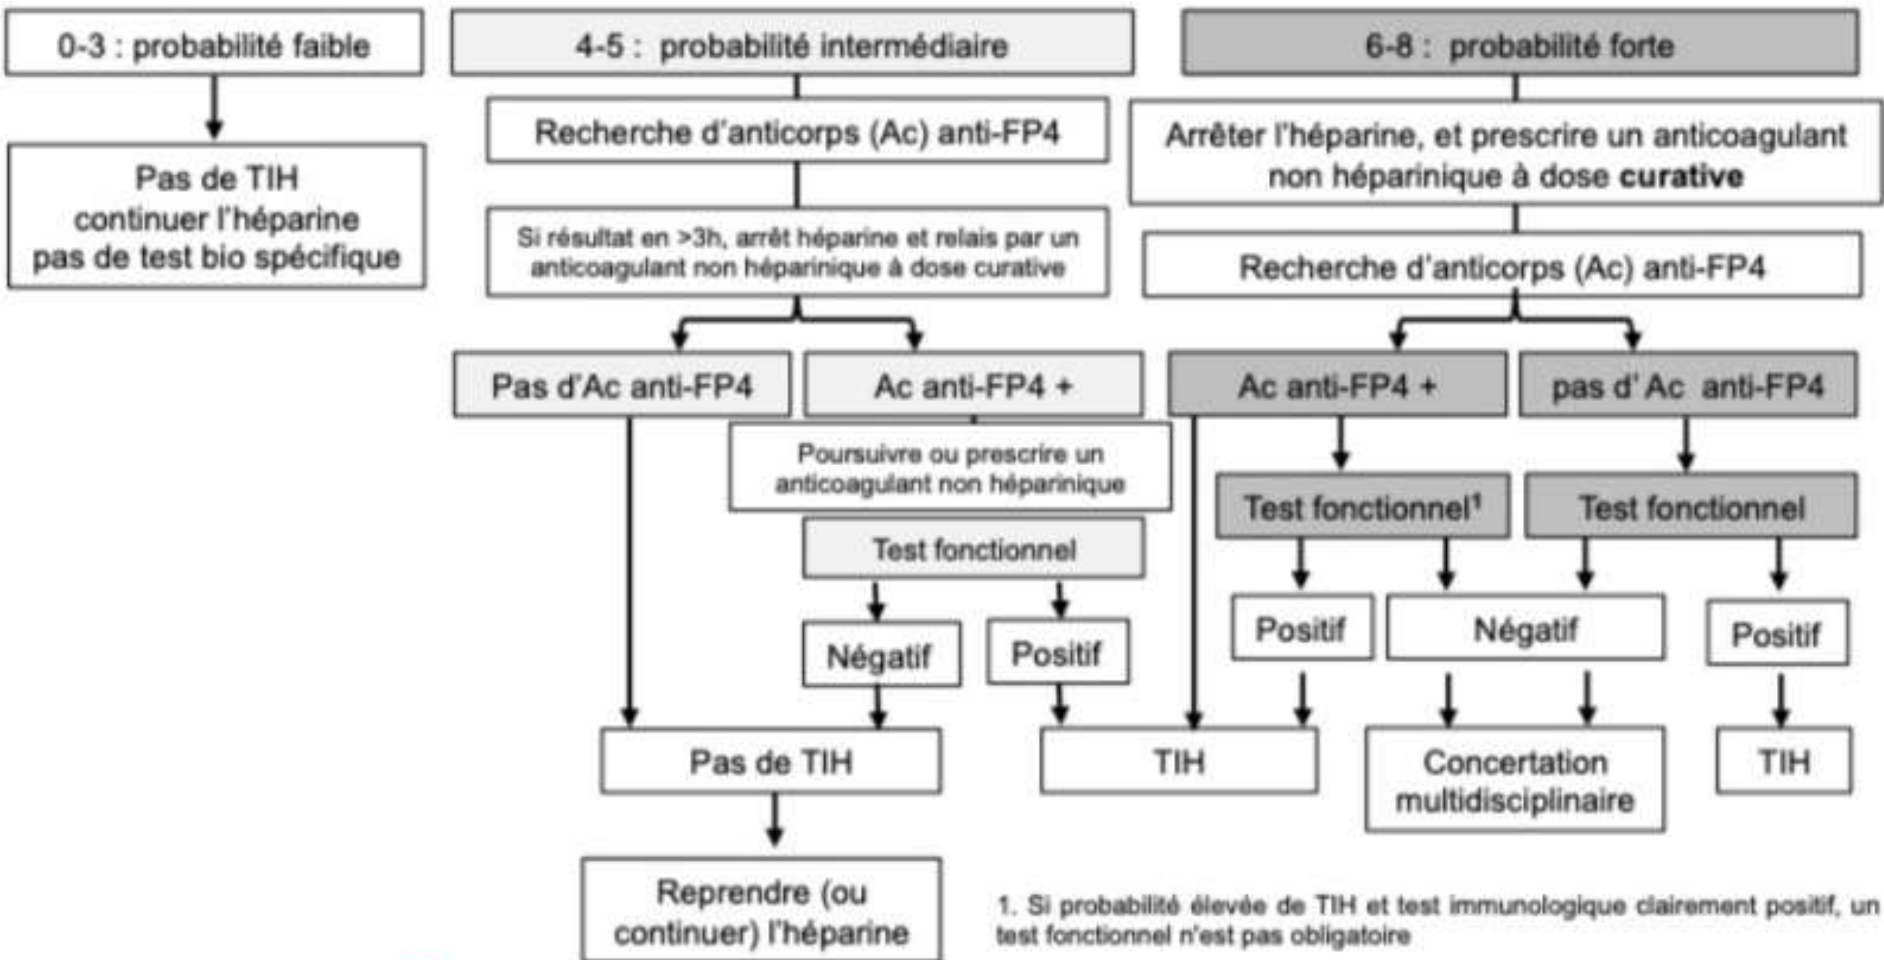 0-3 : probabilité faible
Pas de TIH
continuer l'héparine
pas de test bio spécifique
4-5 : probabilité intermédiaire
Recherche d'anticorps (Ac) anti-FP4
Si résultat en >3h, arrêt héparine et relais par un
anticoagulant non héparinique à dose curative
Pas d'Ac anti-FP4
Ac anti-FP4 +
Poursuivre ou prescrire un
anticoagulant non héparinique
Test fonctionnel
Négatif
Positif
6-8 : probabilité forte
Arrêter l'héparine, et prescrire un anticoagulant
non héparinique à dose curative
Recherche d'anticorps (Ac) anti-FP4
Ac anti-FP4 +
pas d' Ac anti-FP4
Test fonctionnel¹
Test fonctionnel
Positif
Négatif
Positif
Pas de TIH
TIH
Concertation
multidisciplinaire
TIH
Reprendre (ou
continuer) l'héparine
1. Si probabilité élevée de TIH et test immunologique clairement positif, un
test fonctionnel n'est pas obligatoire